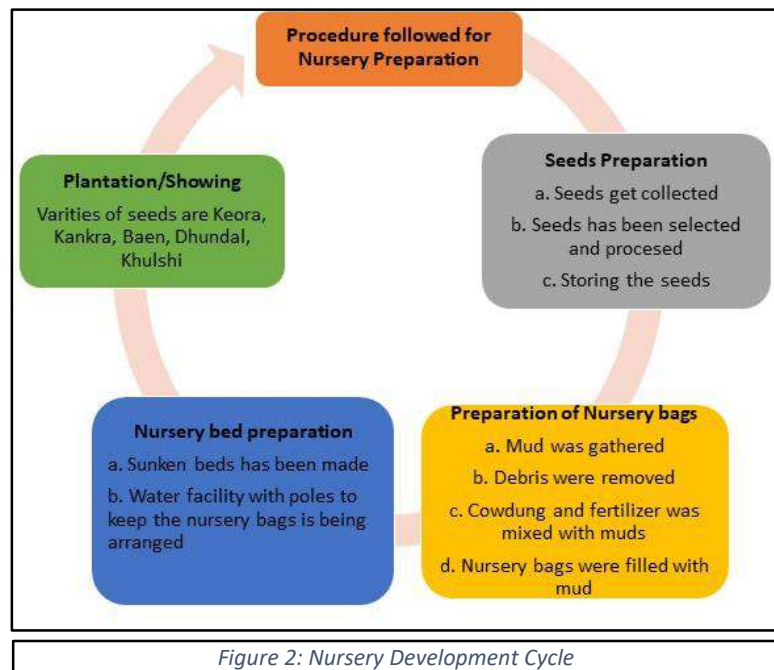 Procedure followed for
Nursery Preparation
Seeds Preparation
a. Seeds get collected
b. Seeds has been selected
and procesed
c. Storing the seeds
Preparation of Nursery bags
a. Mud was gathered
b. Debris were removed
c. Cowdung and fertilizer was
mixed with muds
d. Nursery bags were filled with
mud
Nursery bed preparation
a. Sunken beds has been made
b. Water facility with poles to
keep the nursery bags is being
arranged
Plantation/Showing
Varities of seeds are Keora,
Kankra, Baen, Dhundal,
Khulshi
Figure 2: Nursery Development Cycle